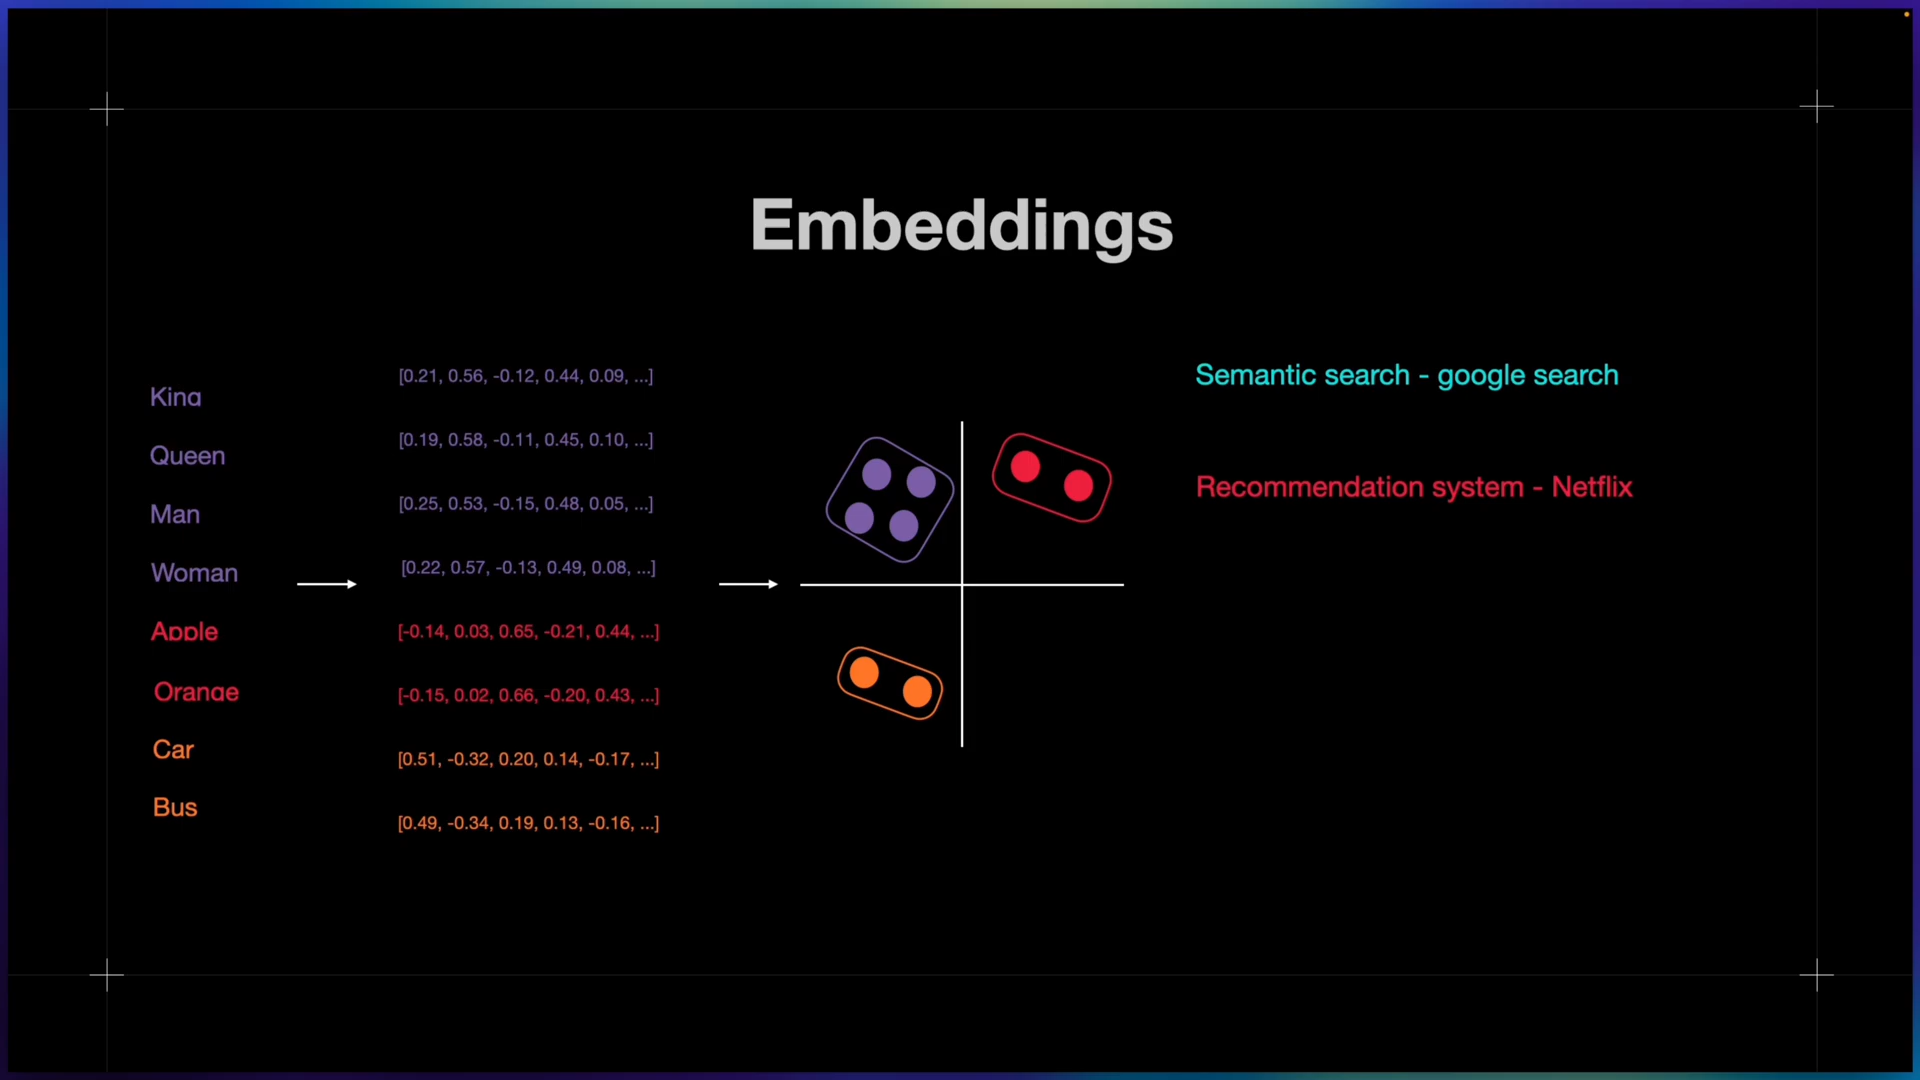 Embeddings
King
Queen
Man
Woman
Apple
Orange
Car
Bus
[0.21, 0.56, -0.12, 0.44, 0.09, ...]
[0.19, 0.58, -0.11, 0.45, 0.10, ...]
[0.25, 0.53, -0.15, 0.48, 0.05, ...]
[0.22, 0.57, -0.13, 0.49, 0.08, ...]
[-0.14, 0.03, 0.65, -0.21, 0.44, ...]
[-0.15, 0.02, 0.66, -0.20, 0.43, ...]
[0.51, -0.32, 0.20, 0.14, -0.17, ...]
[0.49, -0.34, 0.19, 0.13, -0.16, ...]
Semantic search - google search
Recommendation system - Netflix